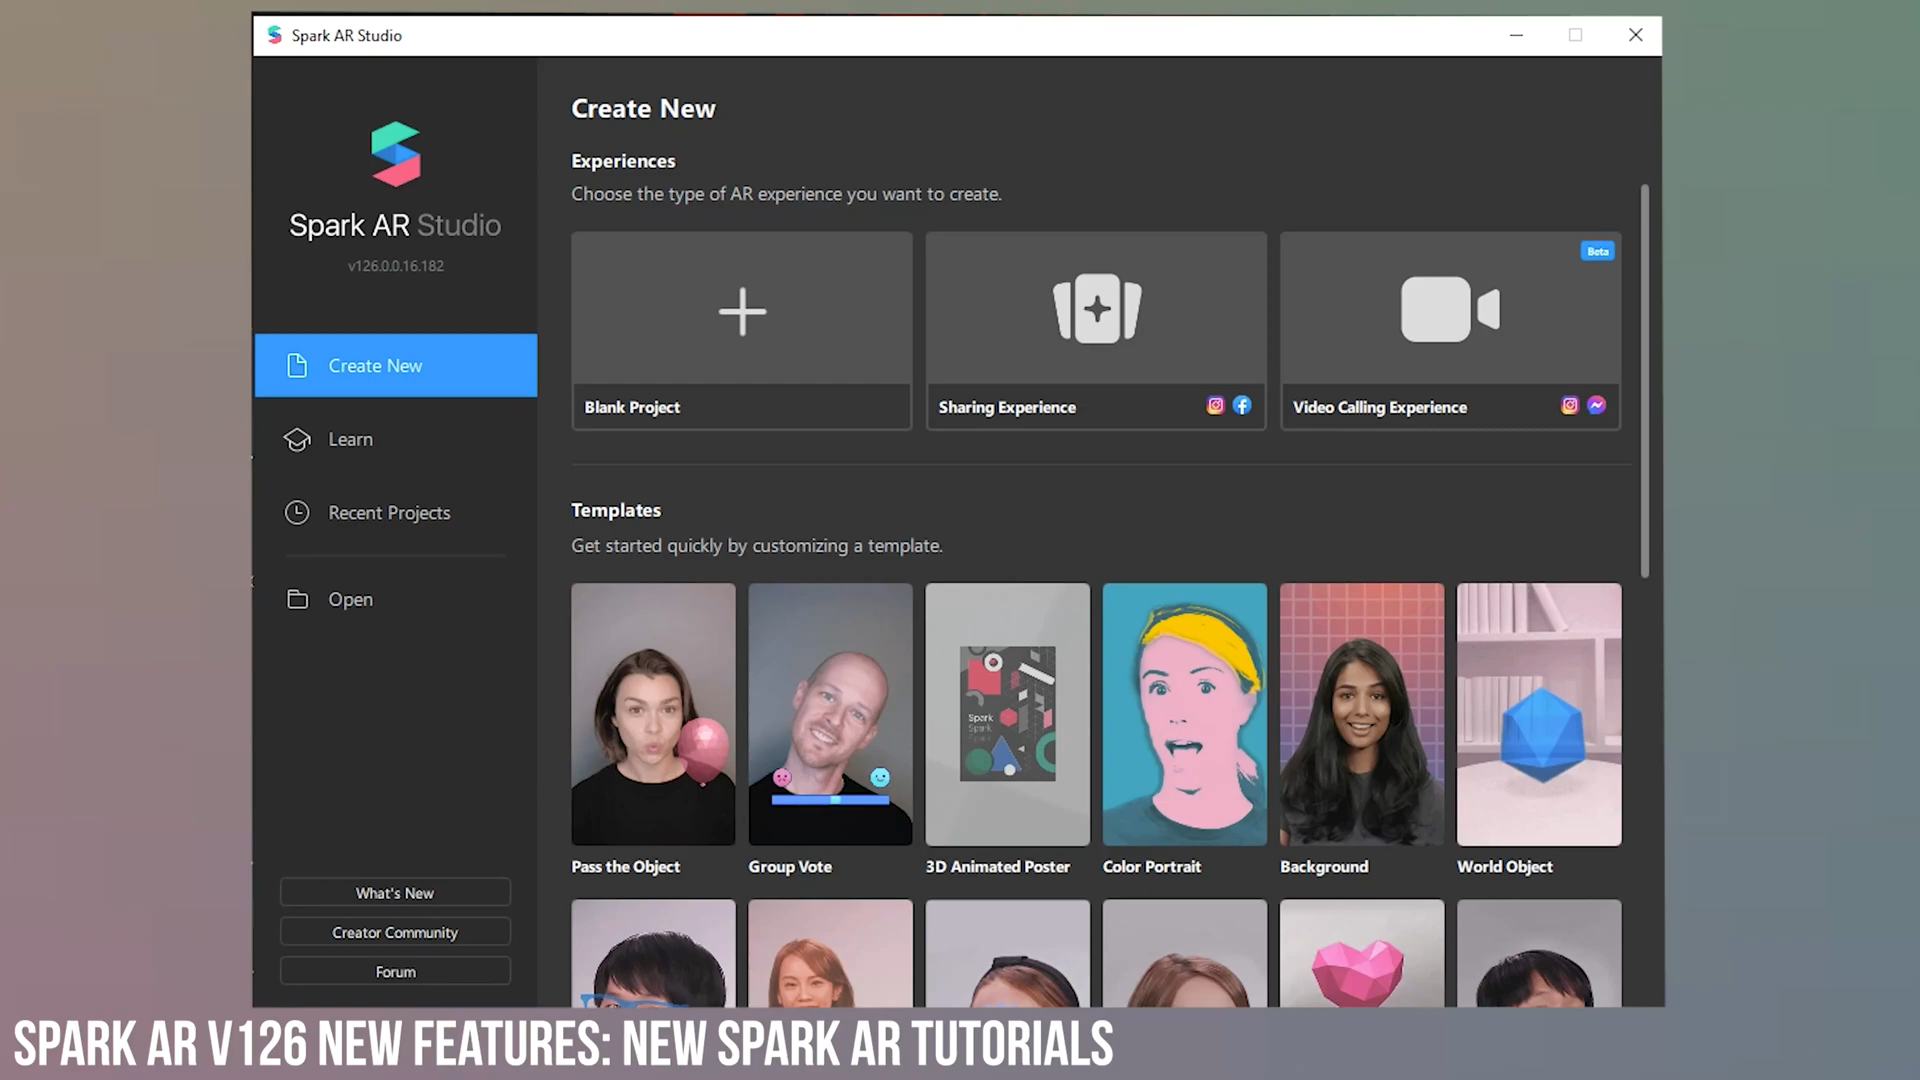 Spark AR Studio
Spark AR Studio
v126.0.0.16.182
Create New
Learn
Recent Projects
Open
What's New
Creator Community
Forum
Create New
Experiences
Choose the type of AR experience you want to create.
Beta
Blank Project
Sharing Experience
Video Calling Experience
Templates
Get started quickly by customizing a template.
Spark
Spark
Pass the Object
Group Vote
3D Animated Poster
Color Portrait
Background
World Object
SPARK AR V126 NEW FEATURES: NEW SPARK AR TUTORIALS